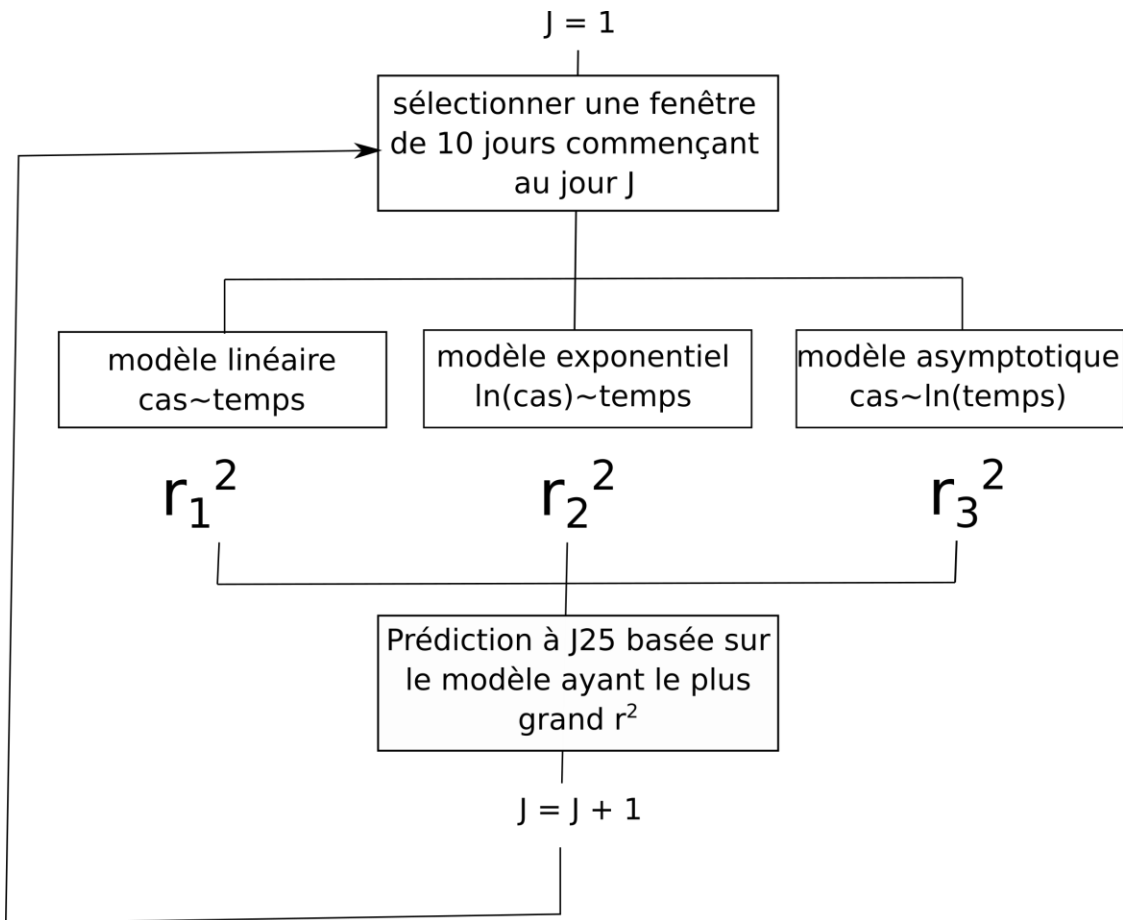 J = 1
sélectionner une fenêtre
de 10 jours commençant
au jour J
modèle linéaire
cas~temps
modèle exponentiel
ln(cas)~temps
modèle asymptotique
cas~ln(temps)
r₁²
r₂²
r₃²
Prédiction à J25 basée sur
le modèle ayant le plus
grand r²
J = J + 1